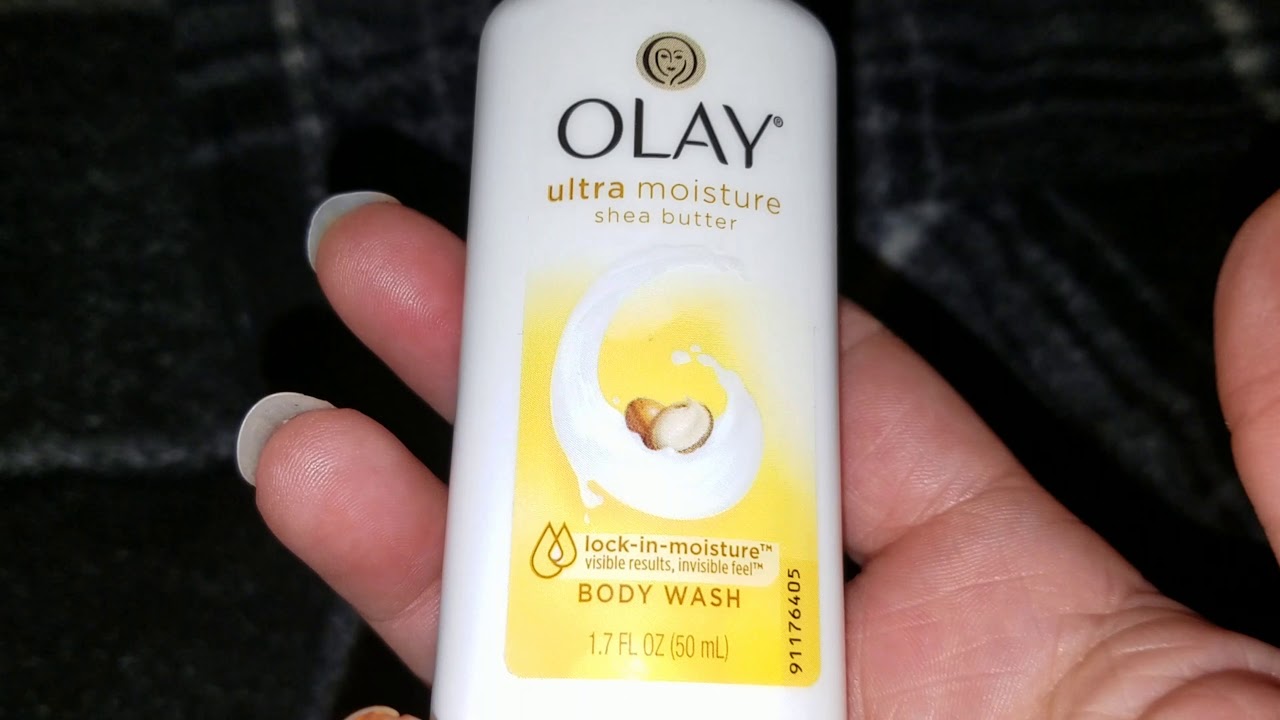 OLAY®
ultra moisture
shea butter
lock-in-moisture™
visible results, invisible feel™
BODY WASH
1.7 FL OZ (50 mL)
91176405